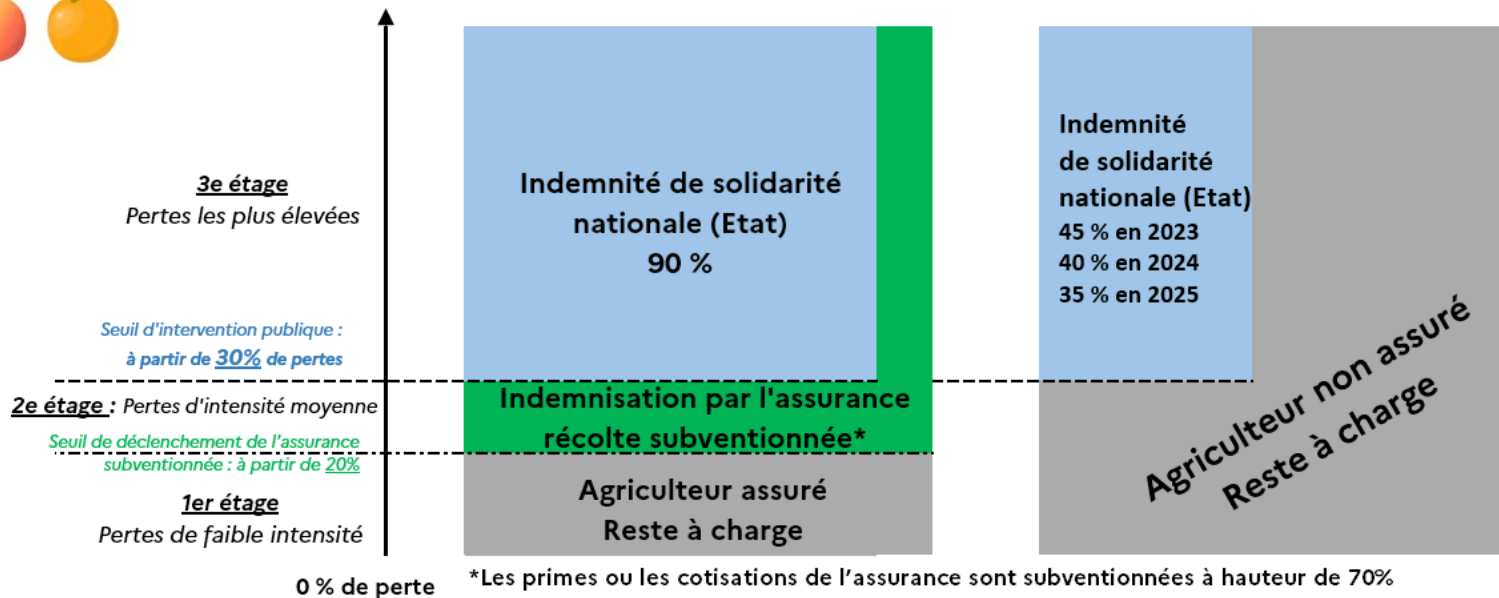 3e étage
Pertes les plus élevées
Seuil d'intervention publique :
à partir de 30% de pertes
2e étage : Pertes d'intensité moyenne
Seuil de déclenchement de l'assurance
subventionnée : à partir de 20%
1er étage
Pertes de faible intensité
0 % de perte
Indemnité de solidarité
nationale (Etat)
90 %
Indemnisation par l'assurance
récolte subventionnée*
Agriculteur assuré
Reste à charge
Indemnité
de solidarité
nationale (Etat)
45 % en 2023
40 % en 2024
35 % en 2025
Agriculteur non assuré
Reste à charge
*Les primes ou les cotisations de l’assurance sont subventionnées à hauteur de 70%